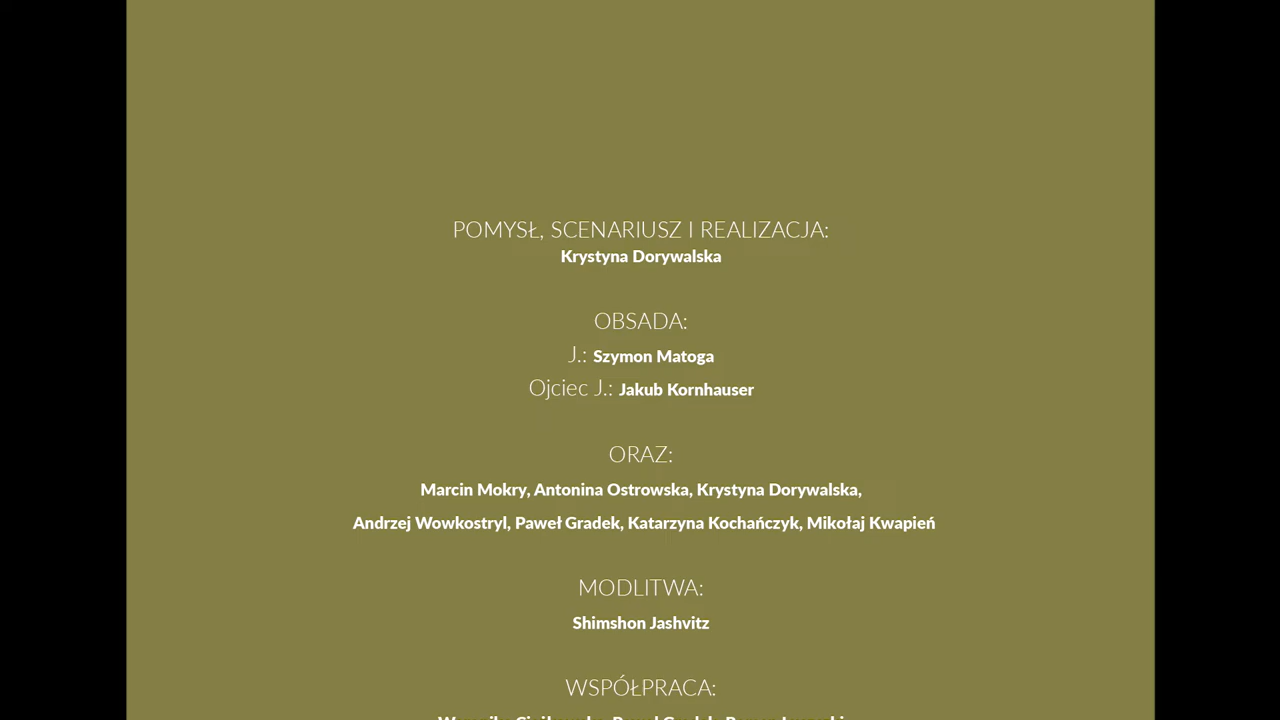 POMYSŁ, SCENARIUSZ I REALIZACJA:
Krystyna Dorywalska
OBSADA:
J.: Szymon Matoga
Ojciec J.: Jakub Kornhauser
ORAZ:
Marcin Mokry, Antonina Ostrowska, Krystyna Dorywalska,
Andrzej Wowkostryl, Paweł Gradek, Katarzyna Kochańczyk, Mikołaj Kwapień
MODLITWA:
Shimshon Jashvitz
WSPÓŁPRACA: